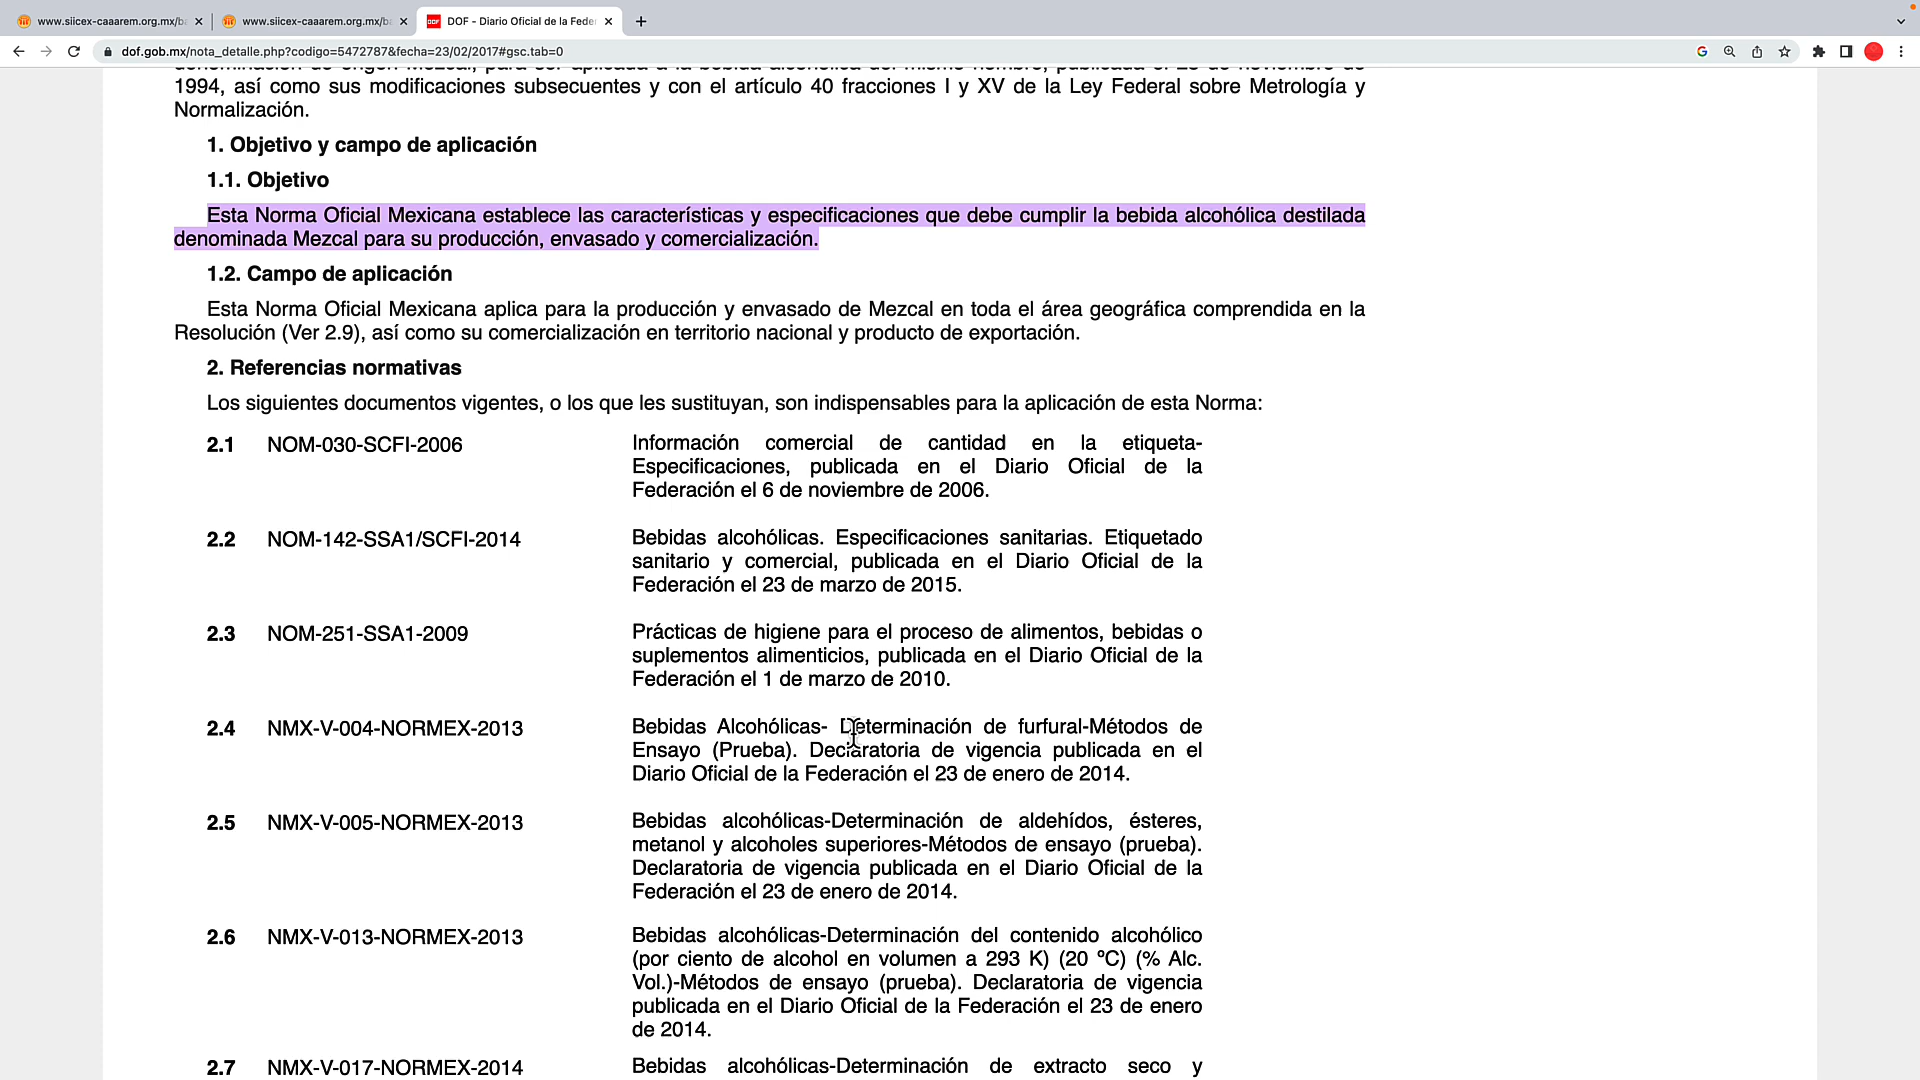 www.siicex-caaarem.org.mx/ba
www.siicex-caaarem.org.mx/ba
DOF - Diario Oficial de la Feder
dof.gob.mx/nota_detalle.php?codigo=5472787&fecha=23/02/2017#gsc.tab=0
1994, así como sus modificaciones subsecuentes y con el artículo 40 fracciones I y XV de la Ley Federal sobre Metrología y
Normalización.
1. Objetivo y campo de aplicación
1.1. Objetivo
Esta Norma Oficial Mexicana establece las características y especificaciones que debe cumplir la bebida alcohólica destilada
denominada Mezcal para su producción, envasado y comercialización.
1.2. Campo de aplicación
Esta Norma Oficial Mexicana aplica para la producción y envasado de Mezcal en toda el área geográfica comprendida en la
Resolución (Ver 2.9), así como su comercialización en territorio nacional y producto de exportación.
2. Referencias normativas
Los siguientes documentos vigentes, o los que les sustituyan, son indispensables para la aplicación de esta Norma:
2.1 NOM-030-SCFI-2006 Información comercial de cantidad en la etiqueta-
Especificaciones, publicada en el Diario Oficial de la
Federación el 6 de noviembre de 2006.
2.2 NOM-142-SSA1/SCFI-2014 Bebidas alcohólicas. Especificaciones sanitarias. Etiquetado
sanitario y comercial, publicada en el Diario Oficial de la
Federación el 23 de marzo de 2015.
2.3 NOM-251-SSA1-2009 Prácticas de higiene para el proceso de alimentos, bebidas o
suplementos alimenticios, publicada en el Diario Oficial de la
Federación el 1 de marzo de 2010.
2.4 NMX-V-004-NORMEX-2013 Bebidas Alcohólicas- Determinación de furfural-Métodos de
Ensayo (Prueba). Declaratoria de vigencia publicada en el
Diario Oficial de la Federación el 23 de enero de 2014.
2.5 NMX-V-005-NORMEX-2013 Bebidas alcohólicas-Determinación de aldehídos, ésteres,
metanol y alcoholes superiores-Métodos de ensayo (prueba).
Declaratoria de vigencia publicada en el Diario Oficial de la
Federación el 23 de enero de 2014.
2.6 NMX-V-013-NORMEX-2013 Bebidas alcohólicas-Determinación del contenido alcohólico
(por ciento de alcohol en volumen a 293 K) (20 ºC) (% Alc.
Vol.)-Métodos de ensayo (prueba). Declaratoria de vigencia
publicada en el Diario Oficial de la Federación el 23 de enero
de 2014.
2.7 NMX-V-017-NORMEX-2014 Bebidas alcohólicas-Determinación de extracto seco y